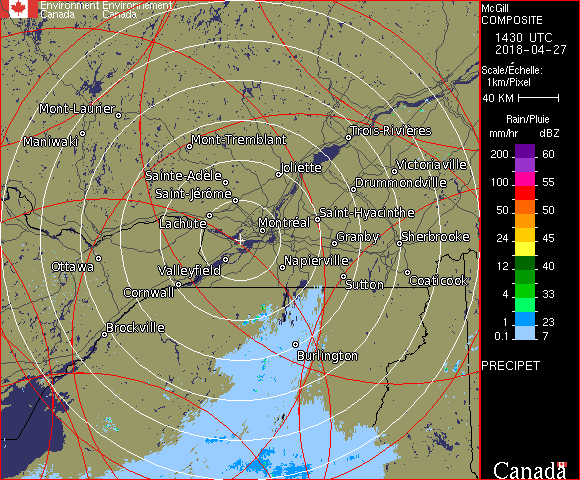 Environment Environnement
Canada Canada
McGill
COMPOSITE
1430 UTC
2018-04-27
Scale/Échelle:
1km/Pixel
40 KM
Rain/Pluie
mm/hr dBZ
200 60
155
100 55
50 50
24 45
12 40
4 33
1 23
0.1 7
PRECIPET
Canada
Mont-Laurier
Maniwaki
Mont-Tremblant
Trois-Rivières
Joliette
Victoriaville
Sainte-Adèle
Drummondville
Saint-Jérôme
Saint-Hyacinthe
Lachute
Montréal
Granby
Sherbrooke
Ottawa
Valleyfield
Napierville
Sutton
Coaticook
Cornwall
Brockville
Burlington